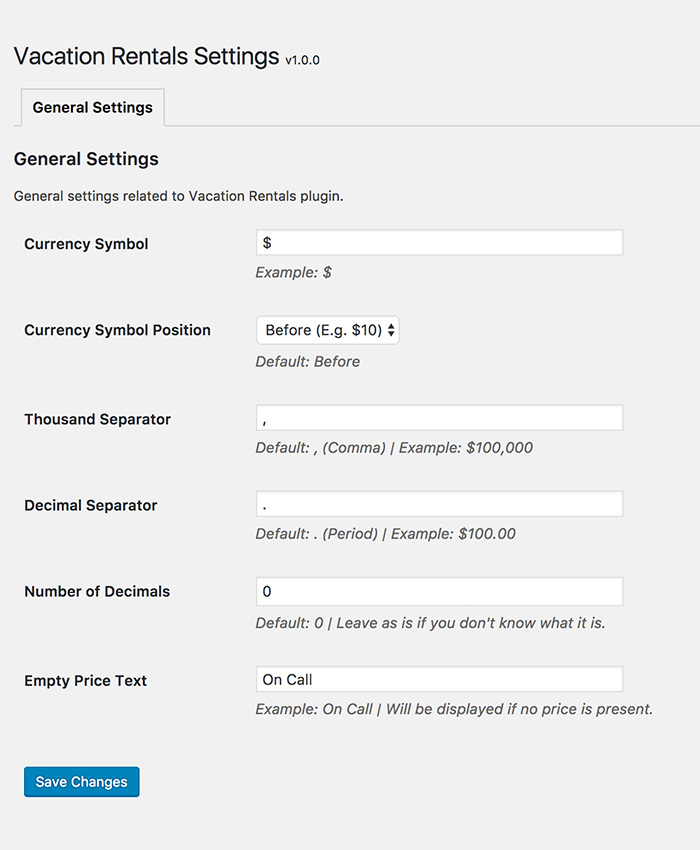 Vacation Rentals Settings v1.0.0
General Settings
General Settings
General settings related to Vacation Rentals plugin.
Currency Symbol $
Example: $
Currency Symbol Position Before (E.g. $10)
Default: Before
Thousand Separator ,
Default: , (Comma) | Example: $100,000
Decimal Separator .
Default: . (Period) | Example: $100.00
Number of Decimals 0
Default: 0 | Leave as is if you don't know what it is.
Empty Price Text On Call
Example: On Call | Will be displayed if no price is present.
Save Changes